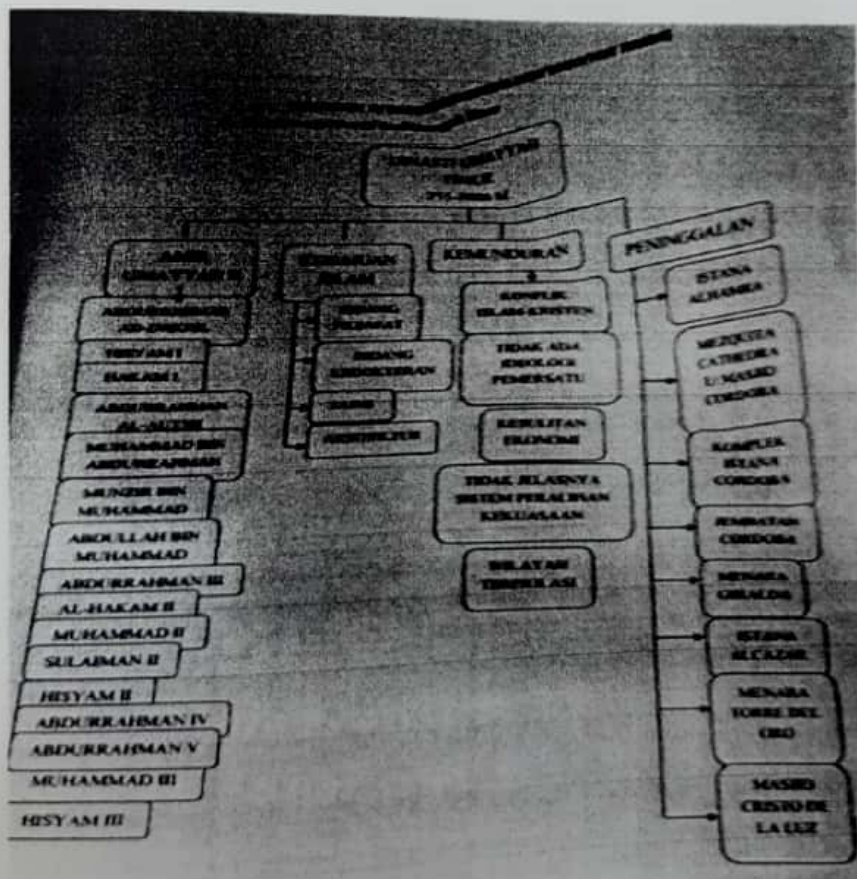 DINASTI UMAYYAH
AMIR
UMAYYAH II
ABDURRAHMAN
AD-DAKHIL
HISYAM I
HAKAM I
ABDURRAHMAN
AL-AUSATH
MUHAMMAD BIN
ABDURRAHMAN
MUNZIR BIN
MUHAMMAD
ABDULLAH BIN
MUHAMMAD
ABDURRAHMAN III
AL-HAKAM II
MUHAMMAD II
SULAIMAN II
HISYAM II
ABDURRAHMAN IV
ABDURRAHMAN V
MUHAMMAD III
HISYAM III
KEMAJUAN
ISLAM
BIDANG
FILSAFAT
BIDANG
KEDOKTERAN
SAINS
ARSITEKTUR
KEMUNDURAN
KONFLIK
ISLAM-KRISTEN
TIDAK ADA
IDEOLOGI
PEMERSATU
KESULITAN
EKONOMI
TIDAK JELASNYA
SISTEM PERALIHAN
KEKUASAAN
WILAYAH
TERISOLASI
PENINGGALAN
ISTANA
ALHAMRA
MEZQUITA
CATHEDRA
L/ MASJID
CORDOBA
KOMPLEK
ISTANA
CORDOBA
JEMBATAN
CORDOBA
MENARA
GIRALDA
ISTANA
ALCAZAR
MENARA
TORRE DEL
ORO
MASJID
CRISTO DE
LA LUZ